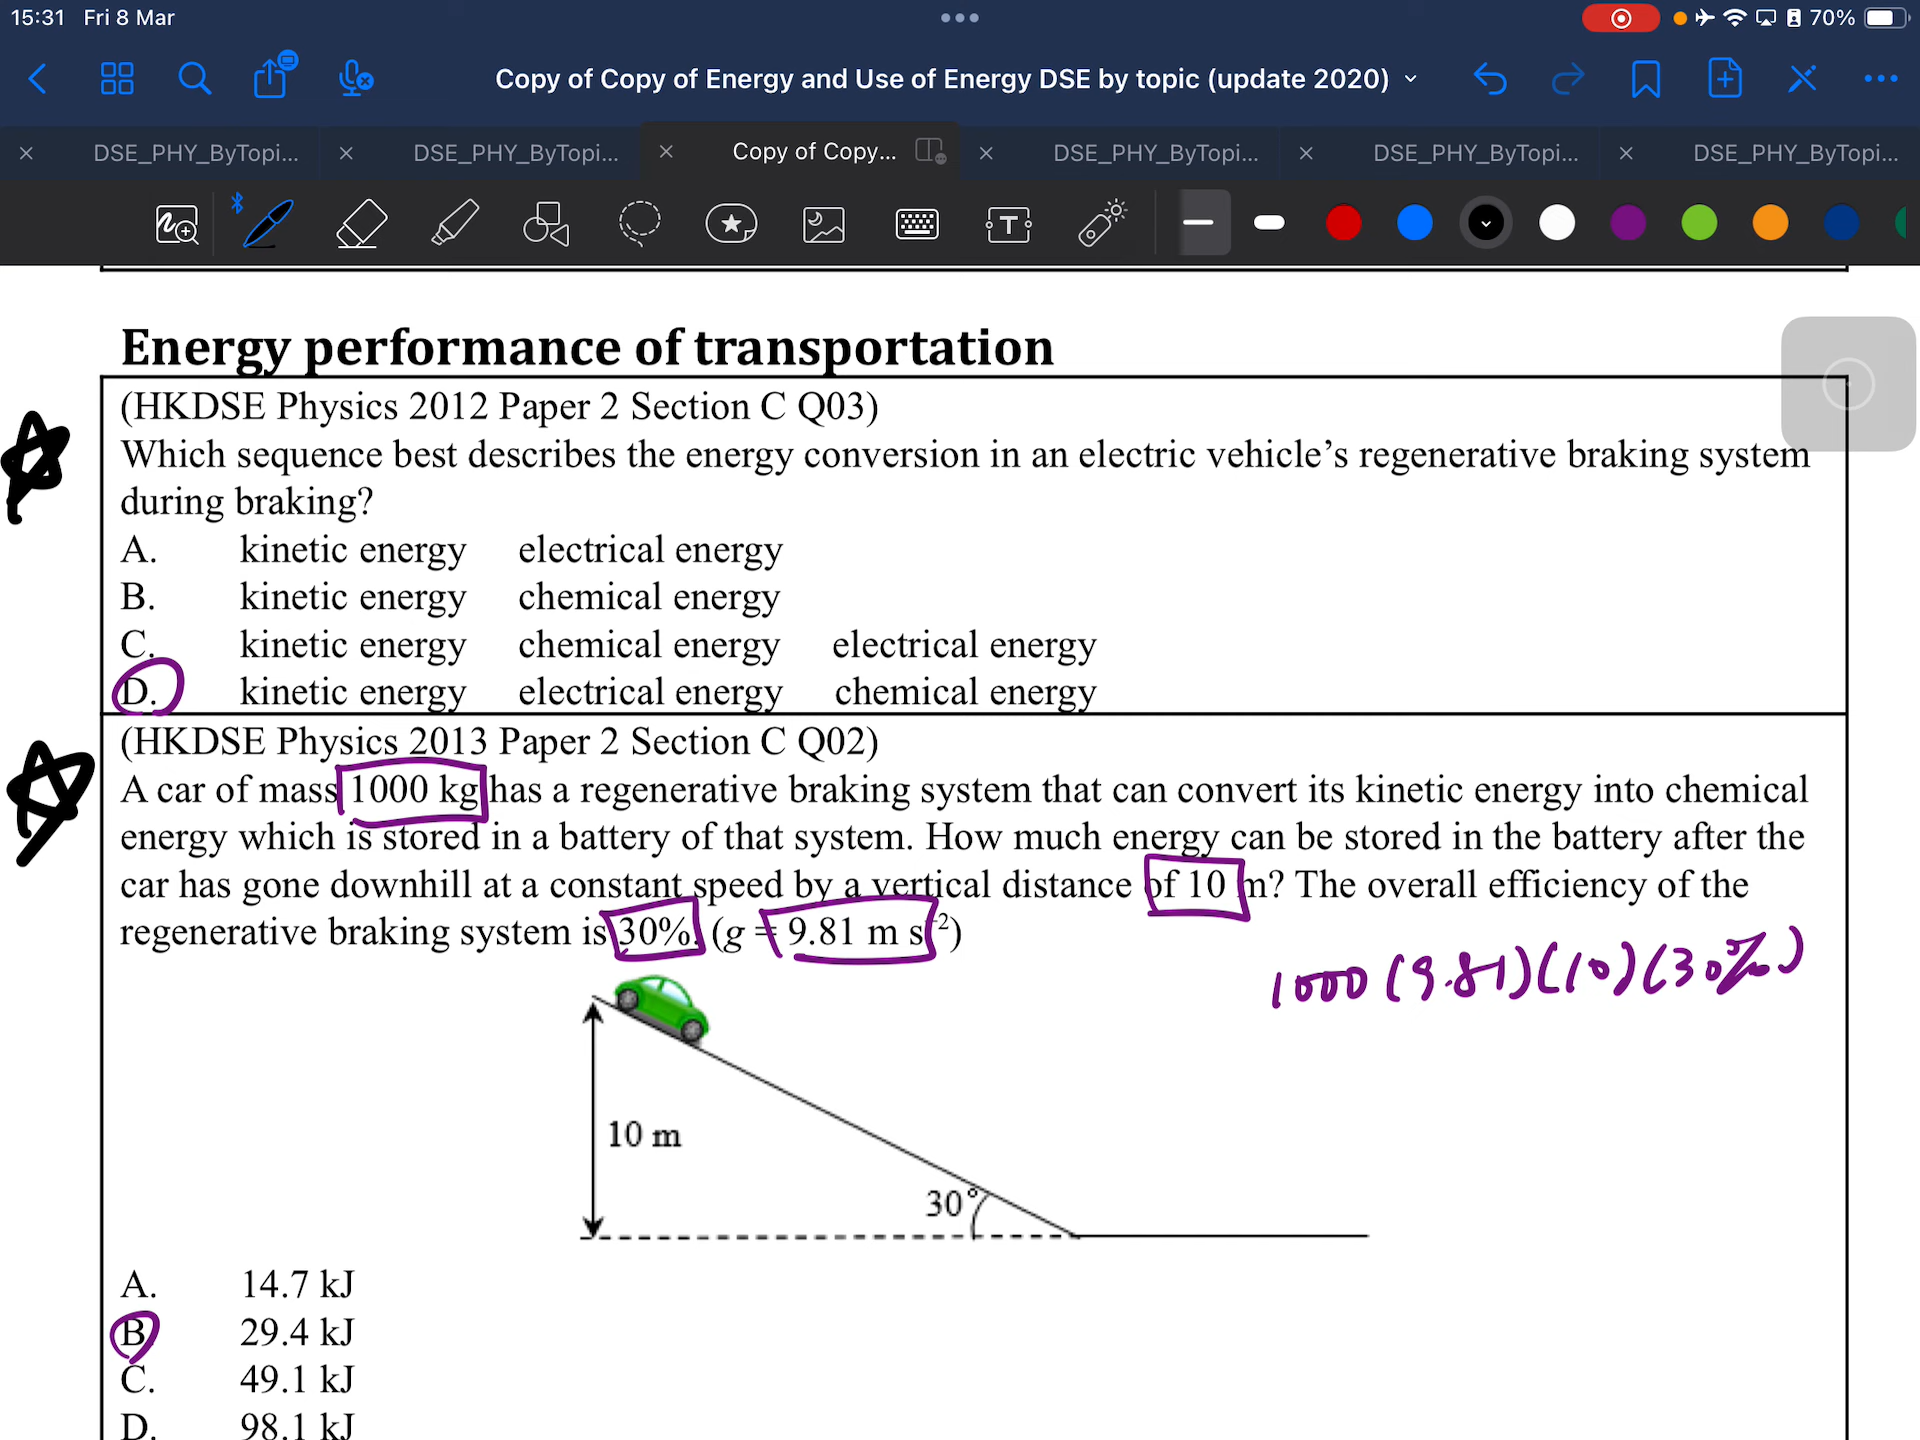 15:31 Fri 8 Mar
70%
Copy of Copy of Energy and Use of Energy DSE by topic (update 2020)
DSE_PHY_ByTopi... DSE_PHY_ByTopi... Copy of Copy... DSE_PHY_ByTopi... DSE_PHY_ByTopi... DSE_PHY_ByTopi...
Energy performance of transportation
(HKDSE Physics 2012 Paper 2 Section C Q03)
Which sequence best describes the energy conversion in an electric vehicle’s regenerative braking system
during braking?
A. kinetic energy electrical energy
B. kinetic energy chemical energy
C. kinetic energy chemical energy electrical energy
D. kinetic energy electrical energy chemical energy
(HKDSE Physics 2013 Paper 2 Section C Q02)
A car of mass 1000 kg has a regenerative braking system that can convert its kinetic energy into chemical
energy which is stored in a battery of that system. How much energy can be stored in the battery after the
car has gone downhill at a constant speed by a vertical distance of 10 m? The overall efficiency of the
regenerative braking system is 30%. (g = 9.81 m s⁻²)
1000 (9.81)(10)(30%)
10 m
30°
A. 14.7 kJ
B. 29.4 kJ
C. 49.1 kJ
D. 98.1 kJ